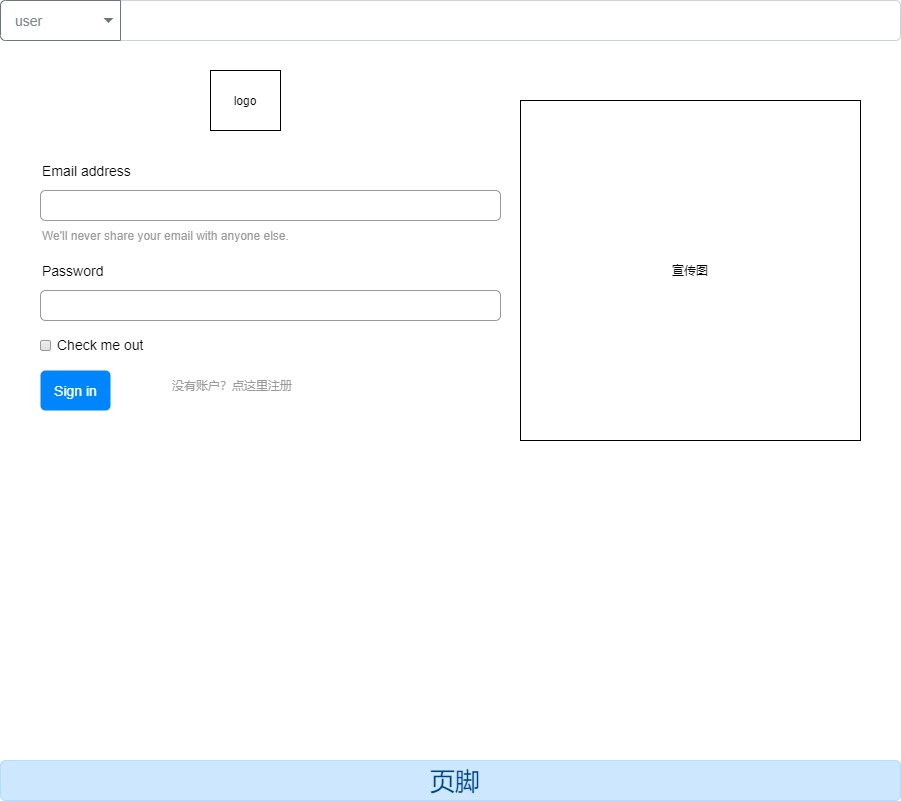 user
logo
Email address
We'll never share your email with anyone else.
Password
Check me out
Sign in
没有账户？点这里注册
宣传图
页脚